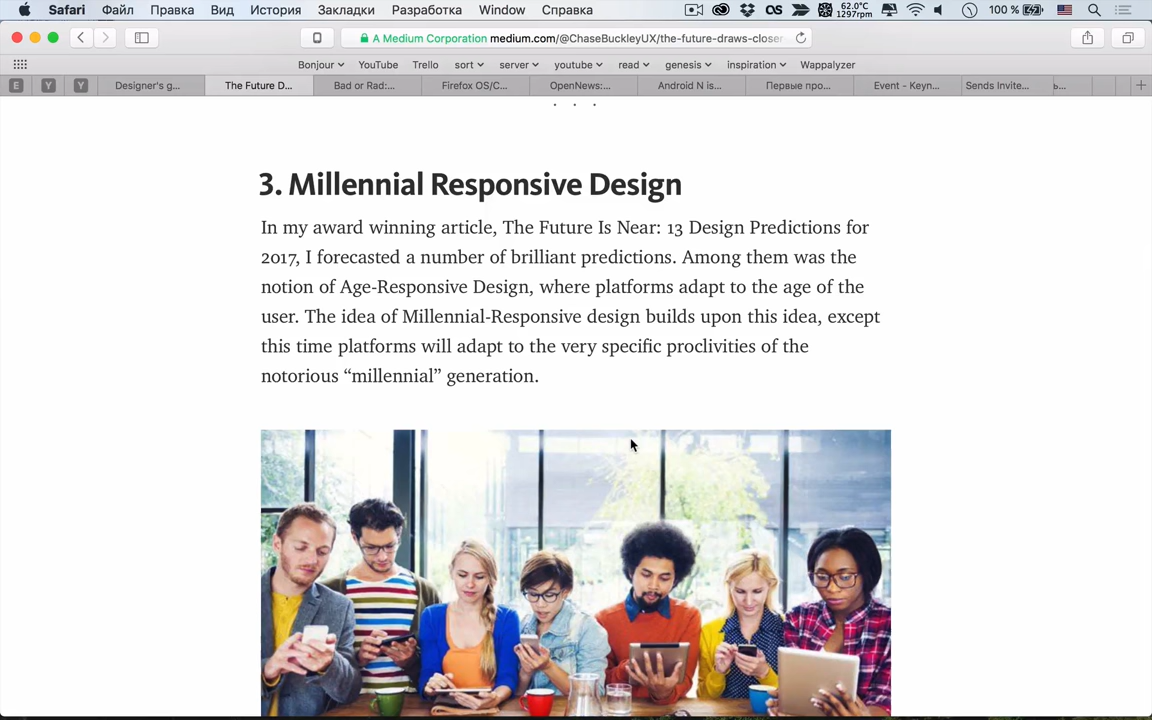 Safari Файл Правка Вид История Закладки Разработка Window Справка 62.0°C 1297rpm 100 %
A Medium Corporation medium.com/@ChaseBuckleyUX/the-future-draws-closer
Bonjour YouTube Trello sort server youtube read genesis inspiration Wappalyzer
E Y Y Designer's g... The Future D... Bad or Rad:... Firefox OS/C... OpenNews:... Android N is... Первые про... Event - Keyn... Sends Invite... ь...
3. Millennial Responsive Design
In my award winning article, The Future Is Near: 13 Design Predictions for
2017, I forecasted a number of brilliant predictions. Among them was the
notion of Age-Responsive Design, where platforms adapt to the age of the
user. The idea of Millennial-Responsive design builds upon this idea, except
this time platforms will adapt to the very specific proclivities of the
notorious “millennial” generation.